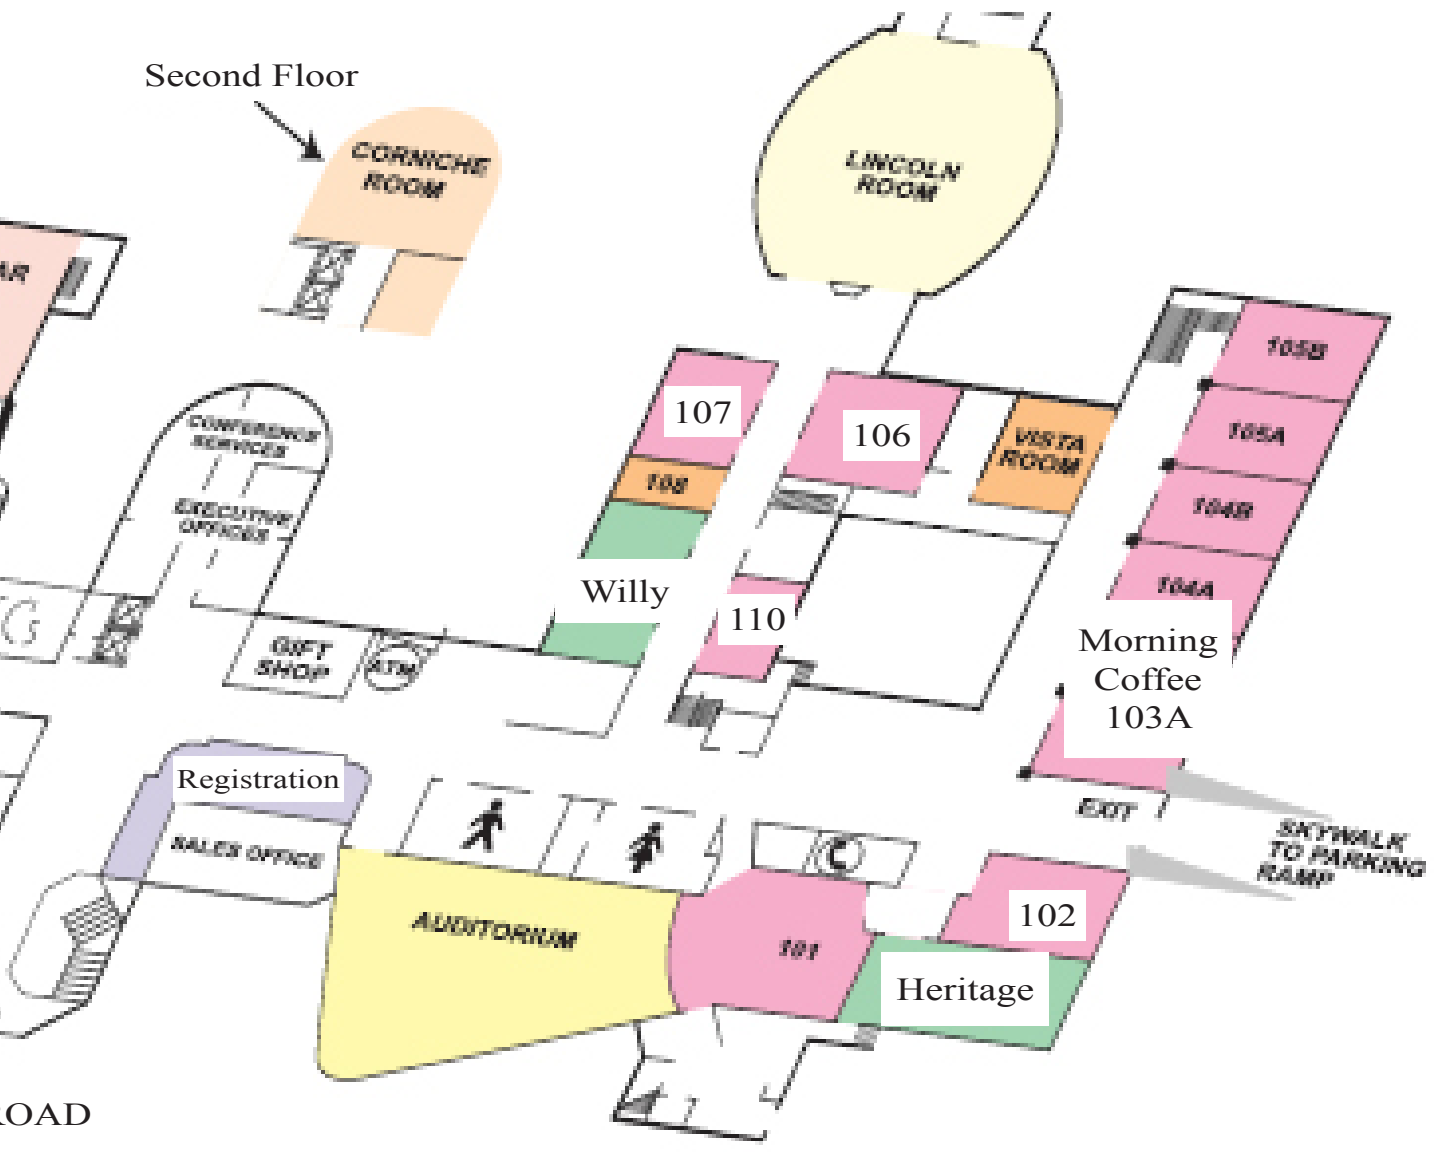 Second Floor
CORNICHE
ROOM
LINCOLN
ROOM
AR
105B
107
106
VISTA
ROOM
105A
CONFERENCE
SERVICES
108
104B
EXECUTIVE
OFFICES
Willy
104A
110
Morning
Coffee
103A
GIFT
SHOP
ATM
Registration
EXIT
SKYWALK
TO PARKING
RAMP
SALES OFFICE
AUDITORIUM
101
102
Heritage
ROAD